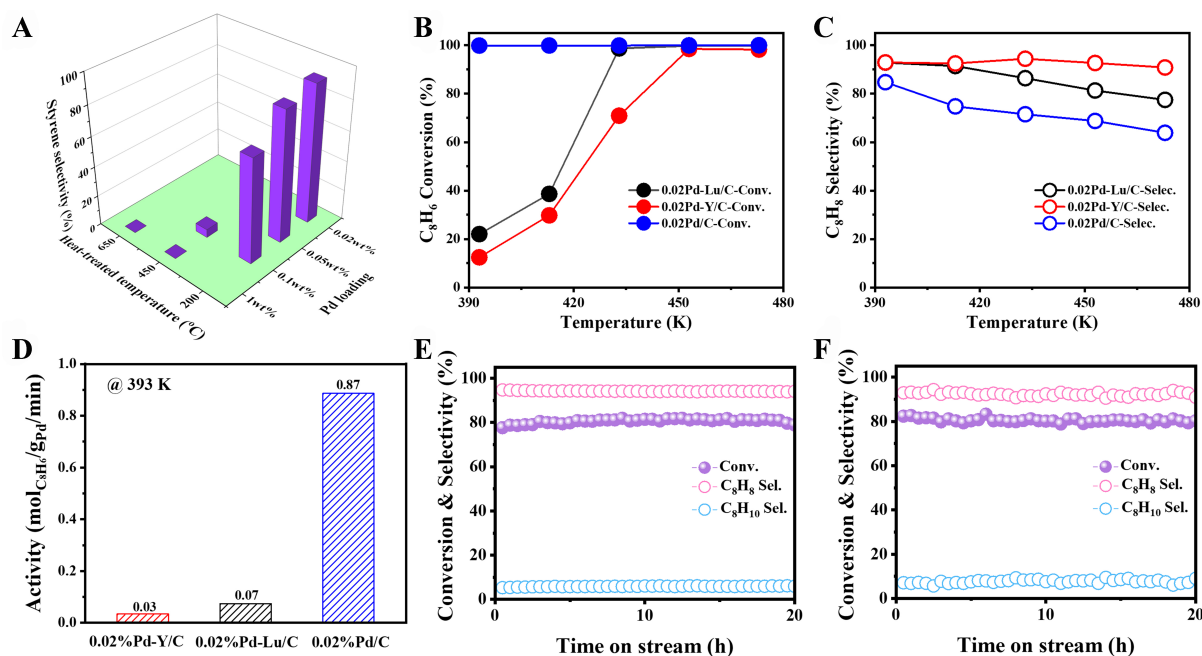 A
Styrene selectivity (%)
100
80
60
40
20
0
650
450
200
Heat-treated temperature (°C)
1wt%
0.1wt%
0.05wt%
0.02wt%
Pd loading
B
C₈H₆ Conversion (%)
100
80
60
40
20
0
0.02Pd-Lu/C-Conv.
0.02Pd-Y/C-Conv.
0.02Pd/C-Conv.
390 420 450 480
Temperature (K)
C
C₈H₈ Selectivity (%)
100
80
60
40
20
0
0.02Pd-Lu/C-Selec.
0.02Pd-Y/C-Selec.
0.02Pd/C-Selec.
390 420 450 480
Temperature (K)
D
Activity (mol_C8H6/g_Pd/min)
1.0
0.8
0.6
0.4
0.2
0.0
@ 393 K
0.03
0.07
0.87
0.02%Pd-Y/C 0.02%Pd-Lu/C 0.02%Pd/C
E
Conversion & Selectivity (%)
100
80
60
40
20
0
Conv.
C₈H₈ Sel.
C₈H₁₀ Sel.
0 10 20
Time on stream (h)
F
Conversion & Selectivity (%)
100
80
60
40
20
0
Conv.
C₈H₈ Sel.
C₈H₁₀ Sel.
0 10 20
Time on stream (h)